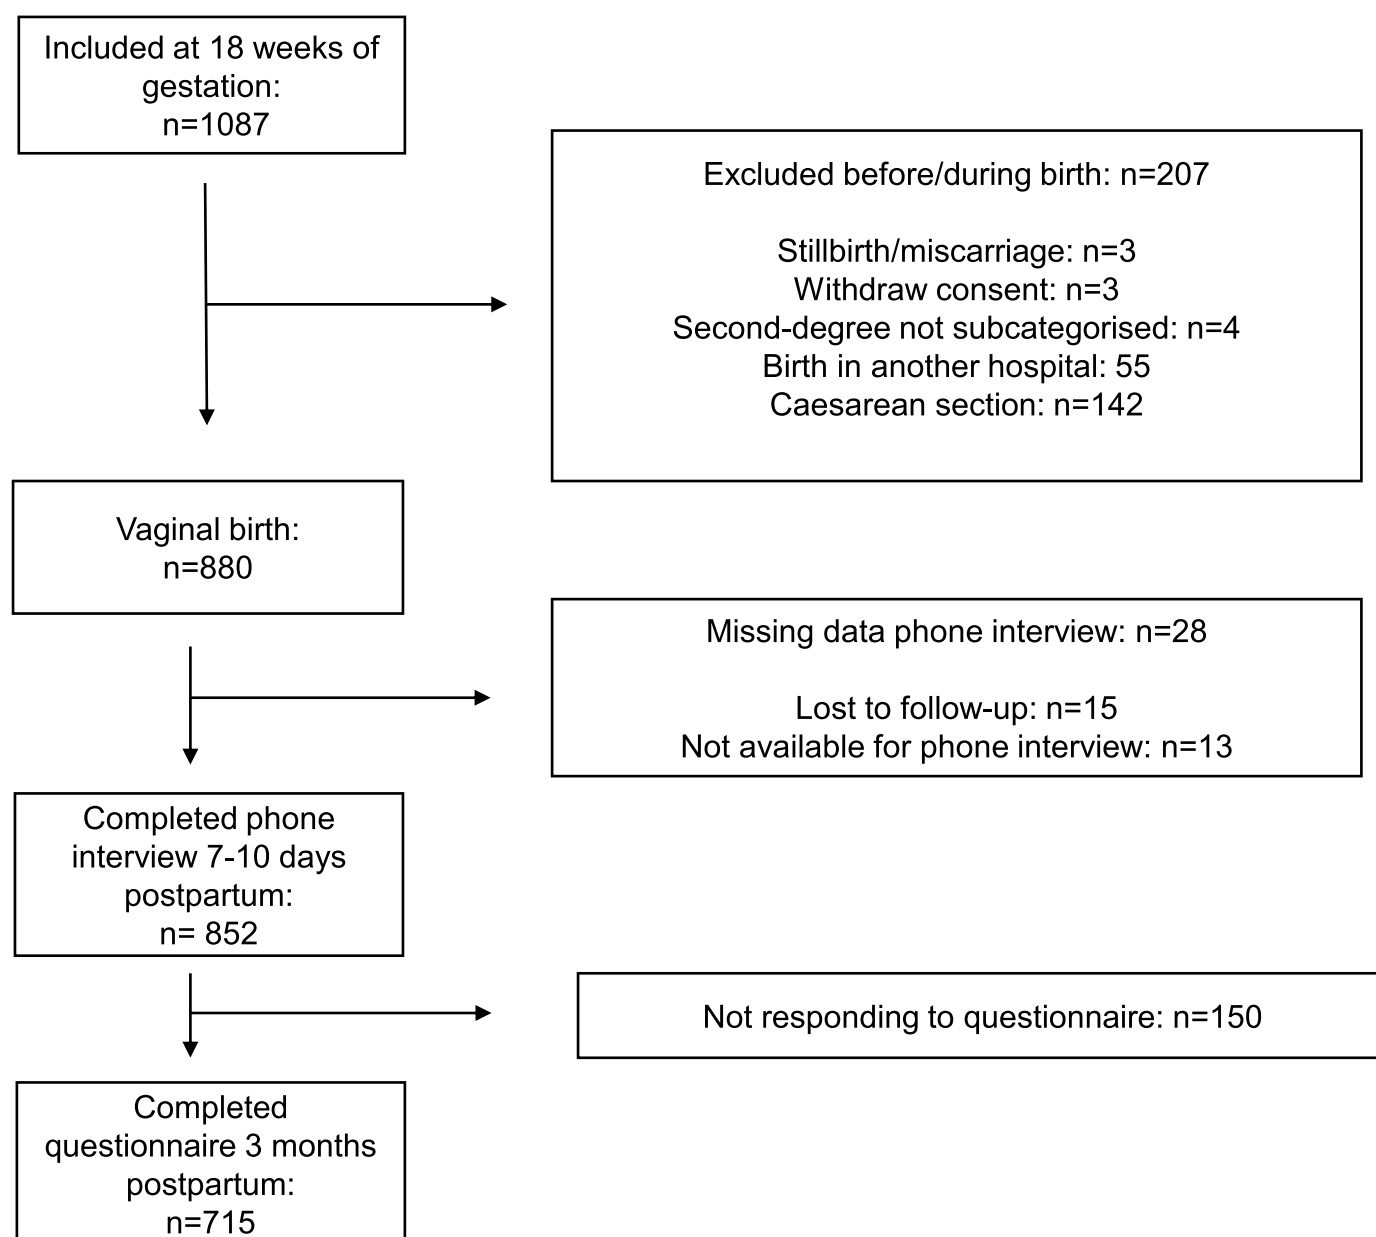 Included at 18 weeks of
gestation:
n=1087
Excluded before/during birth: n=207
Stillbirth/miscarriage: n=3
Withdraw consent: n=3
Second-degree not subcategorised: n=4
Birth in another hospital: 55
Caesarean section: n=142
Vaginal birth:
n=880
Missing data phone interview: n=28
Lost to follow-up: n=15
Not available for phone interview: n=13
Completed phone
interview 7-10 days
postpartum:
n= 852
Not responding to questionnaire: n=150
Completed
questionnaire 3 months
postpartum:
n=715